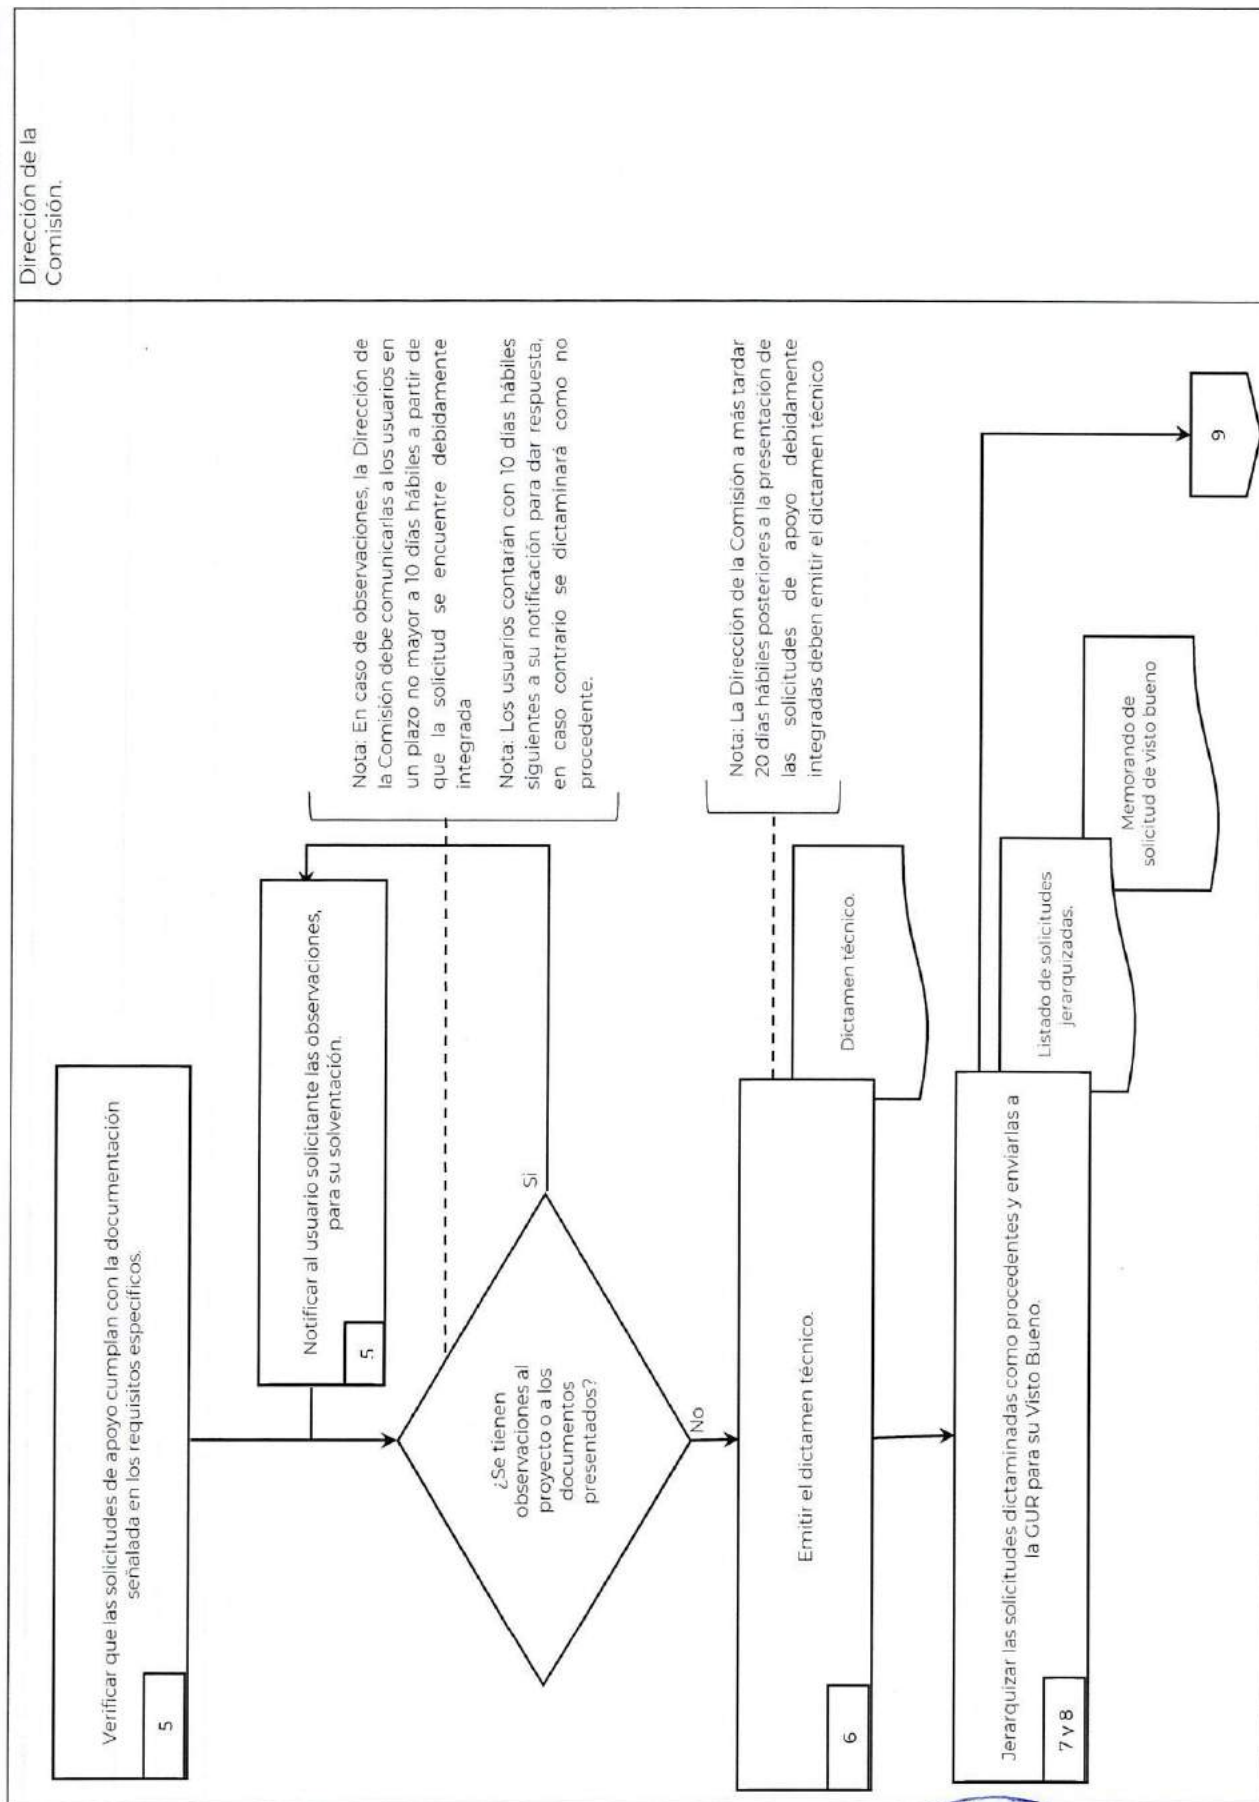 Dirección de la
Comisión.
Verificar que las solicitudes de apoyo cumplan con la documentación
señalada en los requisitos específicos.
5
Notificar al usuario solicitante las observaciones,
para su solventación.
5
Nota: En caso de observaciones, la Dirección de
la Comisión debe comunicarlas a los usuarios en
un plazo no mayor a 10 días hábiles a partir de
que la solicitud se encuentre debidamente
integrada
Nota: Los usuarios contarán con 10 días hábiles
siguientes a su notificación para dar respuesta,
en caso contrario se dictaminará como no
procedente.
¿Se tienen
observaciones al
proyecto o a los
documentos
presentados?
Si
No
Emitir el dictamen técnico.
6
Dictamen técnico.
Nota: La Dirección de la Comisión a más tardar
20 días hábiles posteriores a la presentación de
las solicitudes de apoyo debidamente
integradas deben emitir el dictamen técnico
Jerarquizar las solicitudes dictaminadas como procedentes y enviarlas a
la GUR para su Visto Bueno.
7 y 8
Listado de solicitudes
jerarquizadas.
Memorando de
solicitud de visto bueno
9